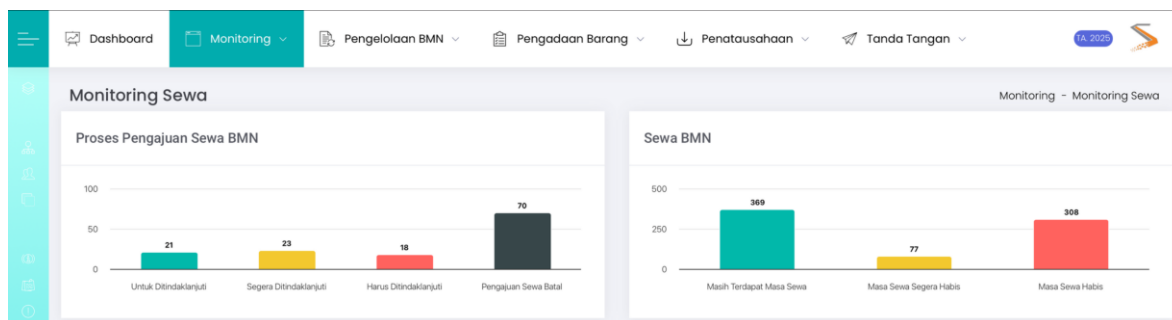 Dashboard Monitoring Pengelolaan BMN Pengadaan Barang Penatausahaan Tanda Tangan TA. 2025
Monitoring Sewa
Monitoring - Monitoring Sewa
Proses Pengajuan Sewa BMN
100
50
0
21
23
18
70
Untuk Ditindaklanjuti
Segera Ditindaklanjuti
Harus Ditindaklanjuti
Pengajuan Sewa Batal
Sewa BMN
500
250
0
369
77
308
Masih Terdapat Masa Sewa
Masa Sewa Segera Habis
Masa Sewa Habis